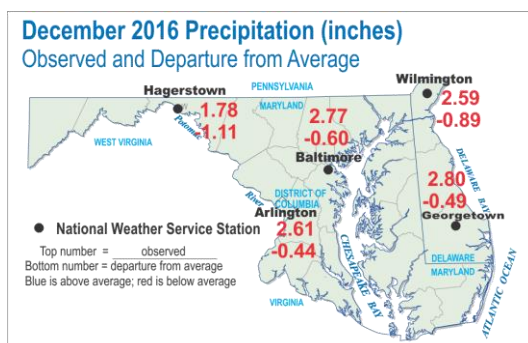 December 2016 Precipitation (inches)
Observed and Departure from Average
Wilmington
2.59
-0.89
PENNSYLVANIA
MARYLAND
Hagerstown
1.78
-1.11
Potomac
WEST VIRGINIA
2.77
-0.60
Baltimore
DELAWARE BAY
2.80
-0.49
Georgetown
River
DISTRICT OF
COLUMBIA
Arlington
2.61
-0.44
CHESAPEAKE BAY
DELAWARE
MARYLAND
ATLANTIC OCEAN
VIRGINIA
National Weather Service Station
Top number = observed
Bottom number = departure from average
Blue is above average; red is below average